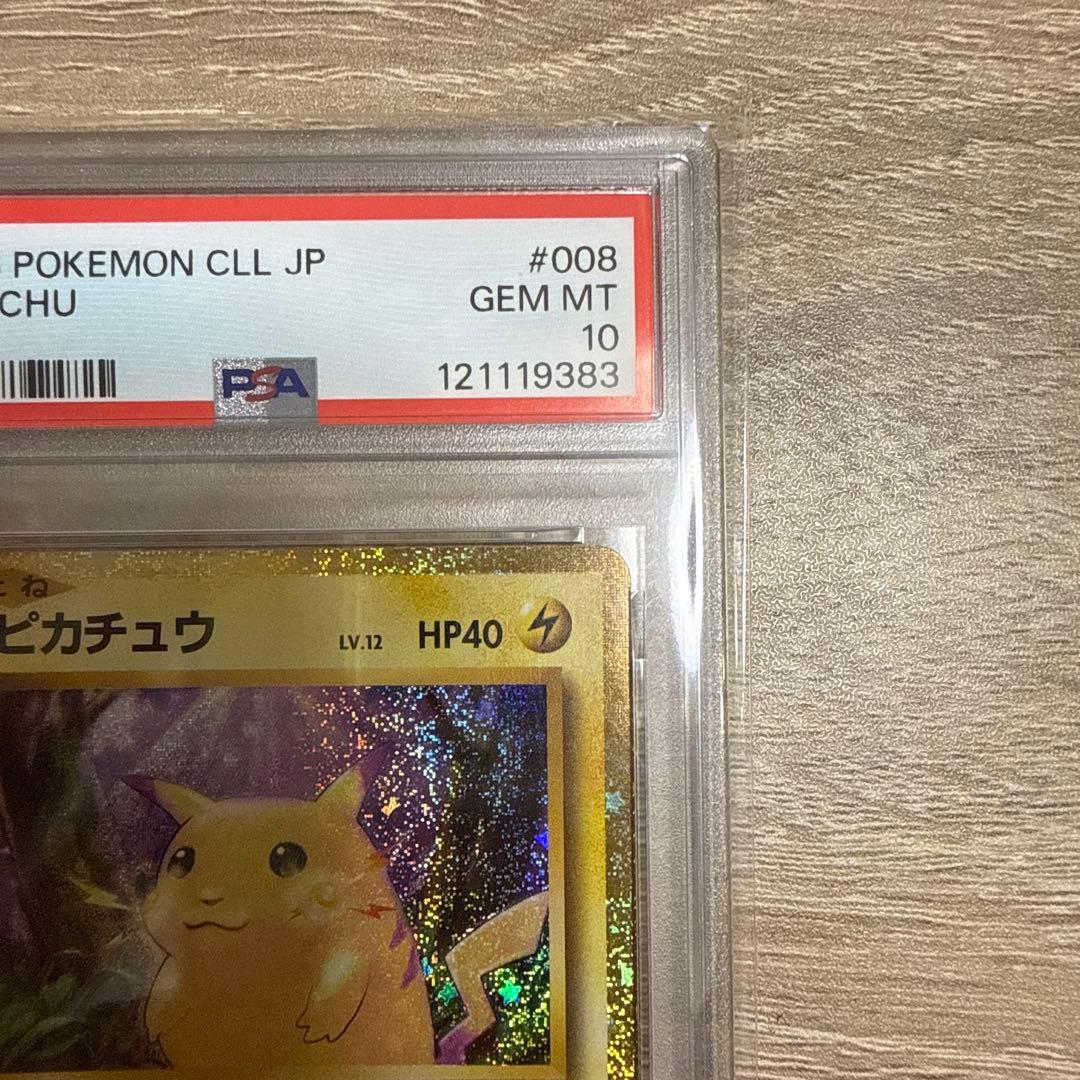 POKEMON CLL JP #008
CHU GEM MT
10
PSA 121119383
たね
ピカチュウ LV.12 HP40